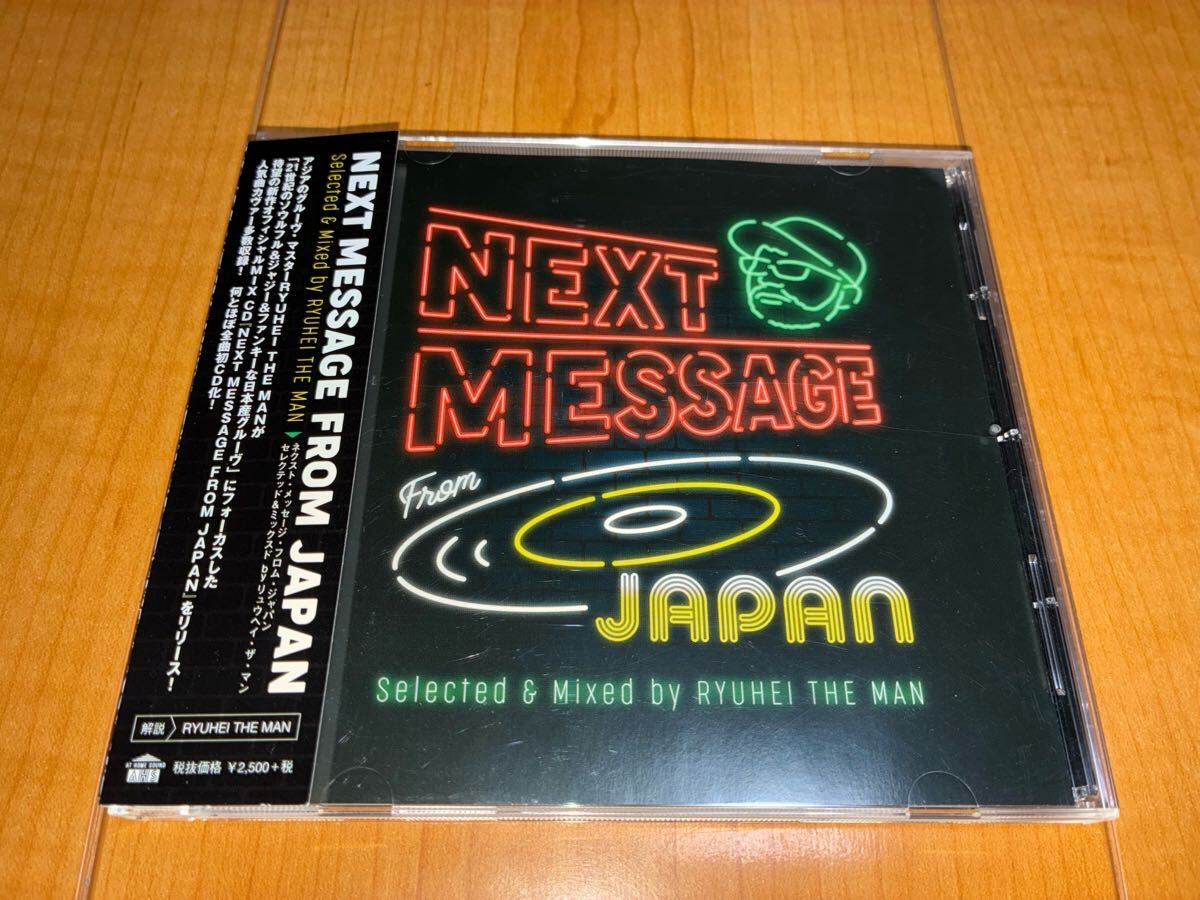 NEXT MESSAGE FROM JAPAN
Selected & Mixed by RYUHEI THE MAN
ネクスト・メッセージ・フロム・ジャパン
セレクテッド&ミックスド by リュウヘイ・ザ・マン
アジアのグルーヴ・マスターRYUHEI THE MANが
「21世紀のソウルフル&ジャジー&ファンキーな日本産グルーヴ」にフォーカスした
待望の新作オフィシャルMIX CD『NEXT MESSAGE FROM JAPAN』をリリース！
人気曲カヴァー多数収録！ 何とほぼ全曲初CD化！
解説 RYUHEI THE MAN
AT HOME SOUND
AHS
税抜価格 ¥2,500+税
NEXT
MESSAGE
From
JAPAN
Selected & Mixed by RYUHEI THE MAN